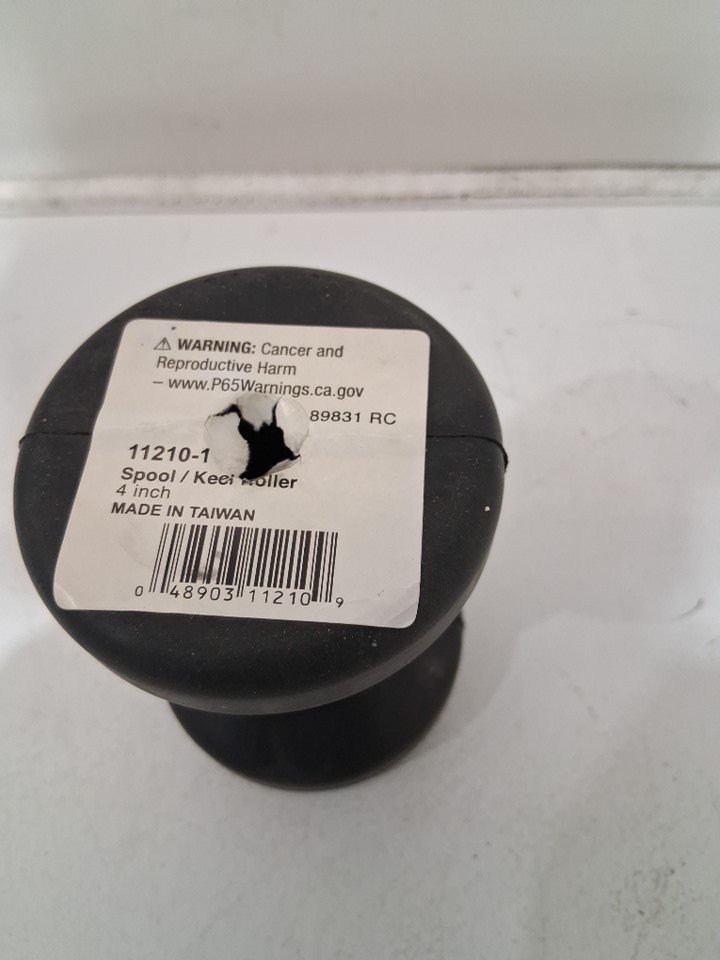 ⚠ WARNING: Cancer and
Reproductive Harm
– www.P65Warnings.ca.gov
89831 RC
11210-1
Spool / Keel Roller
4 inch
MADE IN TAIWAN
0 48903 11210 9